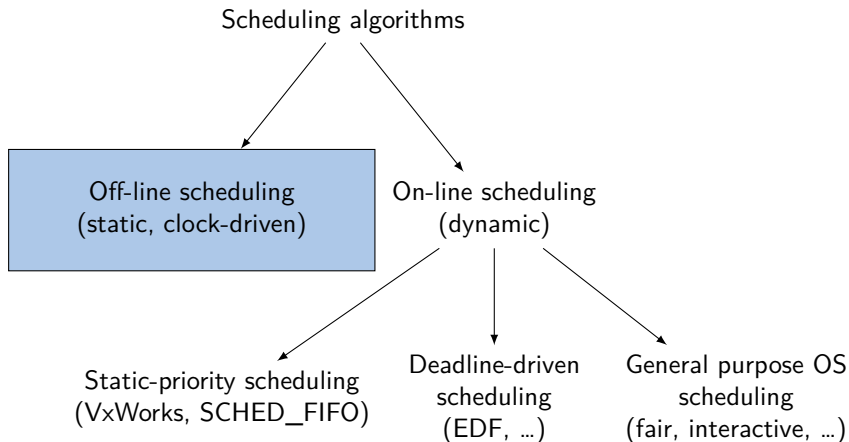 Scheduling algorithms
Off-line scheduling
(static, clock-driven)
On-line scheduling
(dynamic)
Static-priority scheduling
(VxWorks, SCHED_FIFO)
Deadline-driven
scheduling
(EDF, …)
General purpose OS
scheduling
(fair, interactive, …)